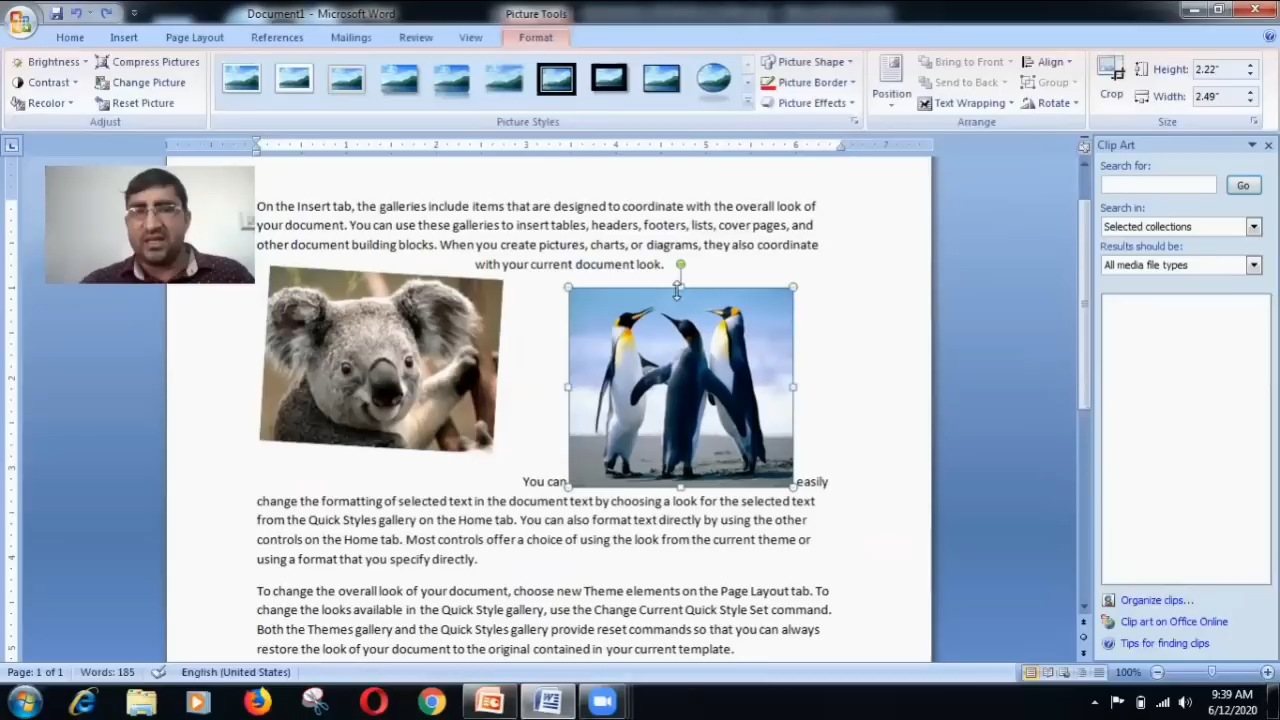 Document1 - Microsoft Word
Picture Tools
Home
Insert
Page Layout
References
Mailings
Review
View
Format
Brightness
Compress Pictures
Contrast
Change Picture
Recolor
Reset Picture
Adjust
Picture Shape
Picture Border
Picture Effects
Picture Styles
Position
Bring to Front
Send to Back
Text Wrapping
Align
Group
Rotate
Arrange
Crop
Height: 2.22"
Width: 2.49"
Size
1 2 3 4 5 6 7
Clip Art
Search for:
Go
Search in:
Selected collections
Results should be:
All media file types
On the Insert tab, the galleries include items that are designed to coordinate with the overall look of
your document. You can use these galleries to insert tables, headers, footers, lists, cover pages, and
other document building blocks. When you create pictures, charts, or diagrams, they also coordinate
with your current document look.
You can easily
change the formatting of selected text in the document text by choosing a look for the selected text
from the Quick Styles gallery on the Home tab. You can also format text directly by using the other
controls on the Home tab. Most controls offer a choice of using the look from the current theme or
using a format that you specify directly.
To change the overall look of your document, choose new Theme elements on the Page Layout tab. To
change the looks available in the Quick Style gallery, use the Change Current Quick Style Set command.
Both the Themes gallery and the Quick Styles gallery provide reset commands so that you can always
restore the look of your document to the original contained in your current template.
1
2
3
4
5
Organize clips...
Clip art on Office Online
Tips for finding clips
Page: 1 of 1
Words: 185
English (United States)
100%
9:39 AM
6/12/2020